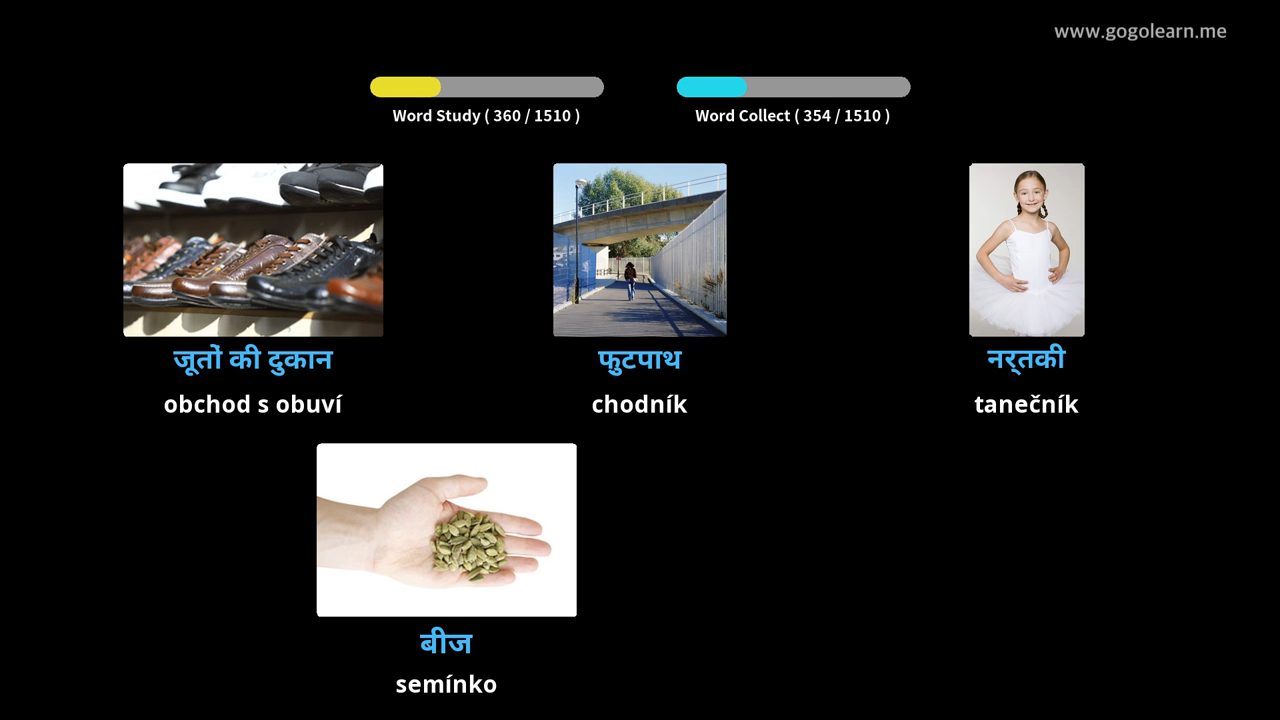 www.gogolearn.me
Word Study ( 360 / 1510 )
Word Collect ( 354 / 1510 )
जूतों की दुकान
फुटपाथ
नर्तकी
obchod s obuví
chodník
tanečník
बीज
semínko